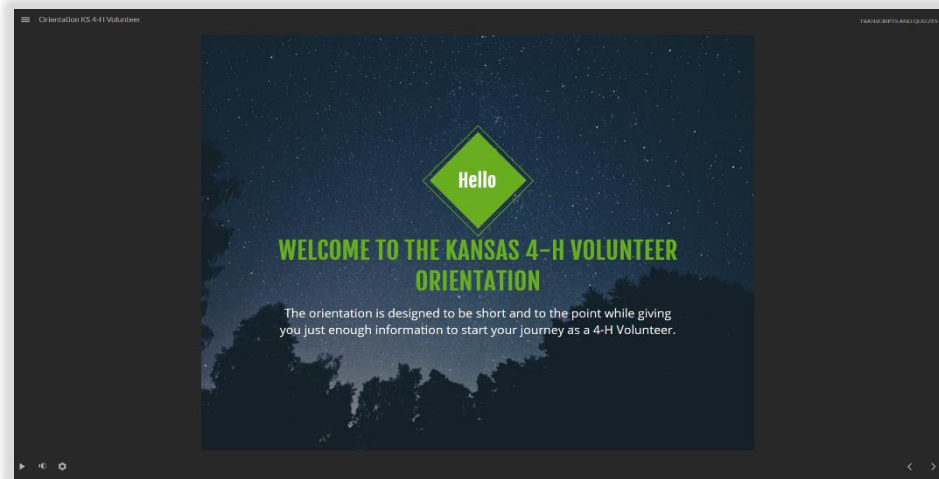 Orientation KS 4-H Volunteer
TRANSCRIPTS AND QUIZZES
Hello
WELCOME TO THE KANSAS 4-H VOLUNTEER
ORIENTATION
The orientation is designed to be short and to the point while giving
you just enough information to start your journey as a 4-H Volunteer.